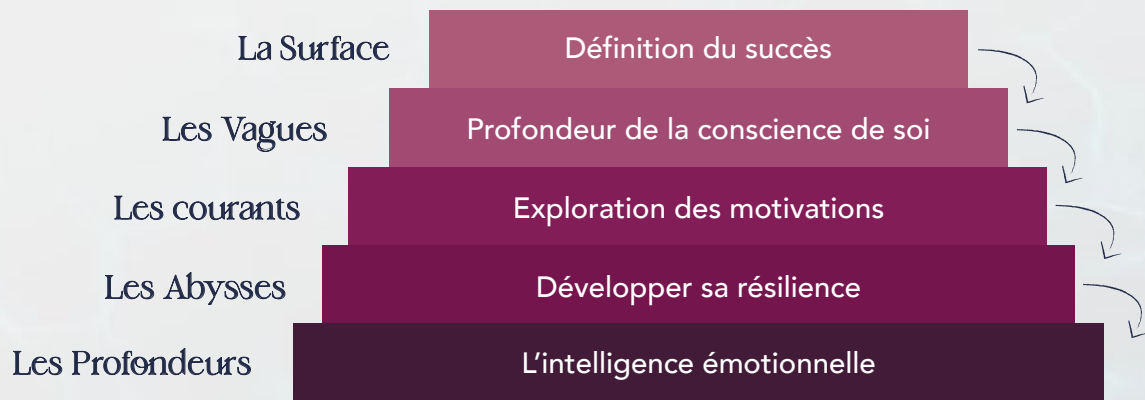 La Surface
Définition du succès
Les Vagues
Profondeur de la conscience de soi
Les courants
Exploration des motivations
Les Abysses
Développer sa résilience
Les Profondeurs
L’intelligence émotionnelle